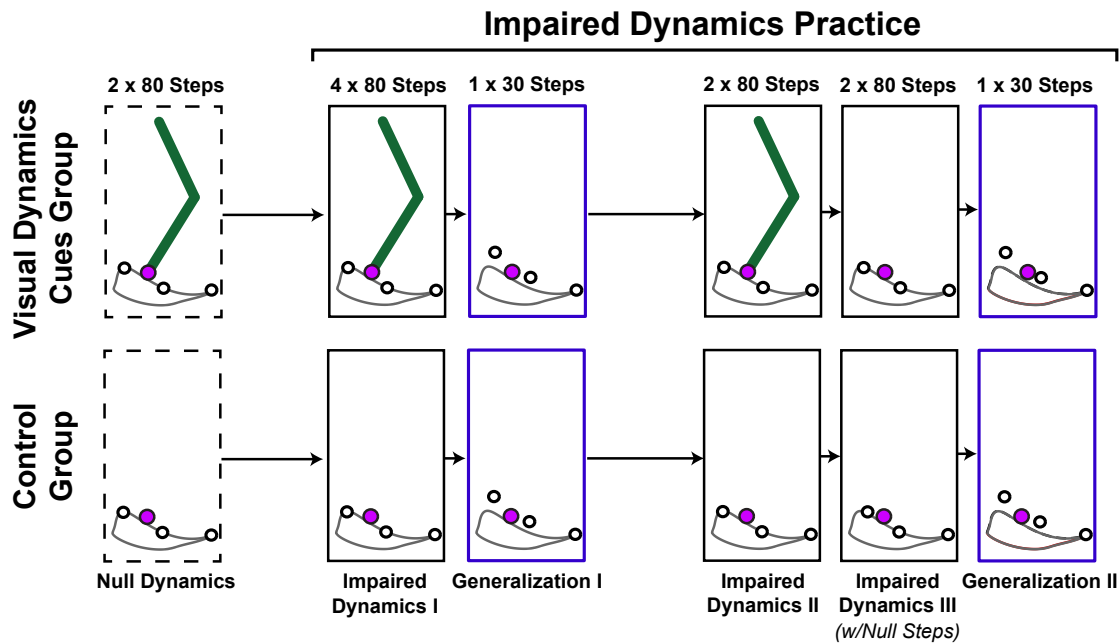 Impaired Dynamics Practice
2 x 80 Steps
4 x 80 Steps
1 x 30 Steps
2 x 80 Steps
2 x 80 Steps
1 x 30 Steps
Visual Dynamics
Cues Group
Control
Group
Null Dynamics
Impaired
Dynamics I
Generalization I
Impaired
Dynamics II
Impaired
Dynamics III
(w/Null Steps)
Generalization II